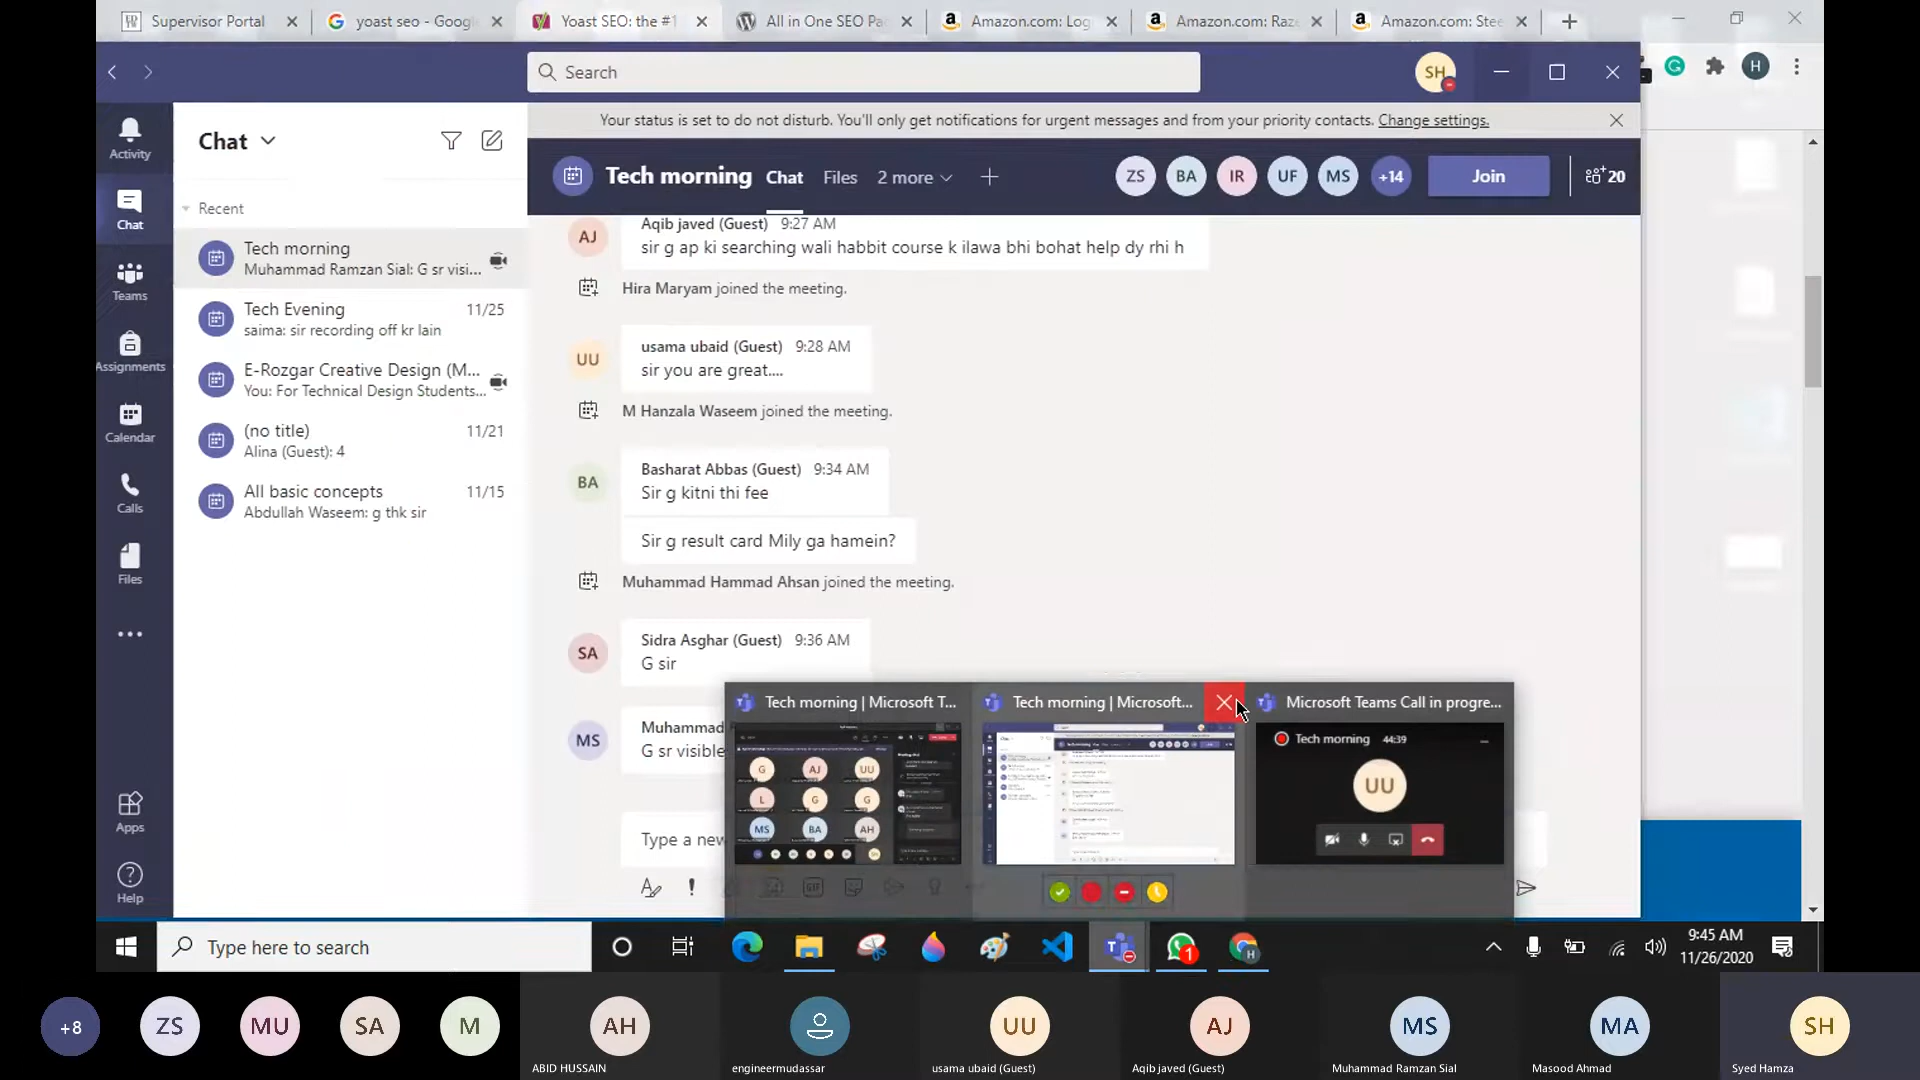 Supervisor Portal
yoast seo - Goog
Yoast SEO: the #1
All in One SEO Pa
Amazon.com: Log
Amazon.com: Raze
Amazon.com: Stee
Search
SH
H
Your status is set to do not disturb. You'll only get notifications for urgent messages and from your priority contacts. Change settings.
Activity
Chat
Teams
Assignments
Calendar
Calls
Files
Apps
Help
Chat
Recent
Tech morning
Muhammad Ramzan Sial: G sr visi...
Tech Evening 11/25
saima: sir recording off kr lain
E-Rozgar Creative Design (M...
You: For Technical Design Students...
(no title) 11/21
Alina (Guest): 4
All basic concepts 11/15
Abdullah Waseem: g thk sir
Tech morning Chat Files 2 more
ZS BA IR UF MS +14 Join 20
AJ
Aqib javed (Guest) 9:27 AM
sir g ap ki searching wali habbit course k ilawa bhi bohat help dy rhi h
Hira Maryam joined the meeting.
UU
usama ubaid (Guest) 9:28 AM
sir you are great....
M Hanzala Waseem joined the meeting.
BA
Basharat Abbas (Guest) 9:34 AM
Sir g kitni thi fee
Sir g result card Mily ga hamein?
Muhammad Hammad Ahsan joined the meeting.
SA
Sidra Asghar (Guest) 9:36 AM
G sir
MS
Muhammad
G sr visible
Type a new
Tech morning | Microsoft T...
G AJ UU
L G G
MS BA AH
Tech morning | Microsoft...
Microsoft Teams Call in progre...
Tech morning 44:39
UU
GIF
Type here to search
1
H
9:45 AM
11/26/2020
+8 ZS MU SA M AH UU AJ MS MA SH
ABID HUSSAIN
engineermudassar
usama ubaid (Guest)
Aqib javed (Guest)
Muhammad Ramzan Sial
Masood Ahmad
Syed Hamza